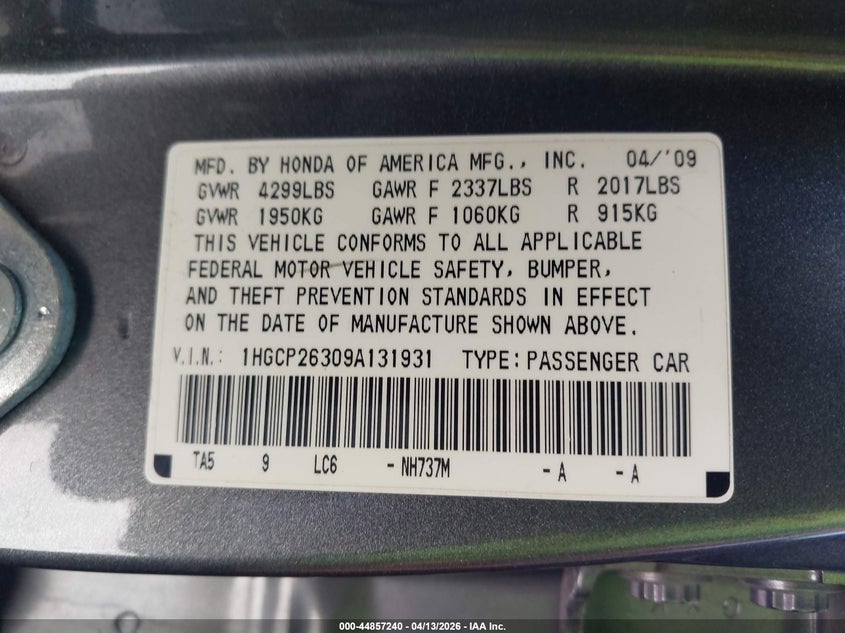 MFD. BY HONDA OF AMERICA MFG., INC. 04/'09
GVWR 4299LBS GAWR F 2337LBS R 2017LBS
GVWR 1950KG GAWR F 1060KG R 915KG
THIS VEHICLE CONFORMS TO ALL APPLICABLE
FEDERAL MOTOR VEHICLE SAFETY, BUMPER,
AND THEFT PREVENTION STANDARDS IN EFFECT
ON THE DATE OF MANUFACTURE SHOWN ABOVE.
V.I.N.: 1HGCP26309A131931 TYPE: PASSENGER CAR
TA5 9 LC6 - NH737M - A - A
000-44857240 - 04/13/2026 - IAA Inc.